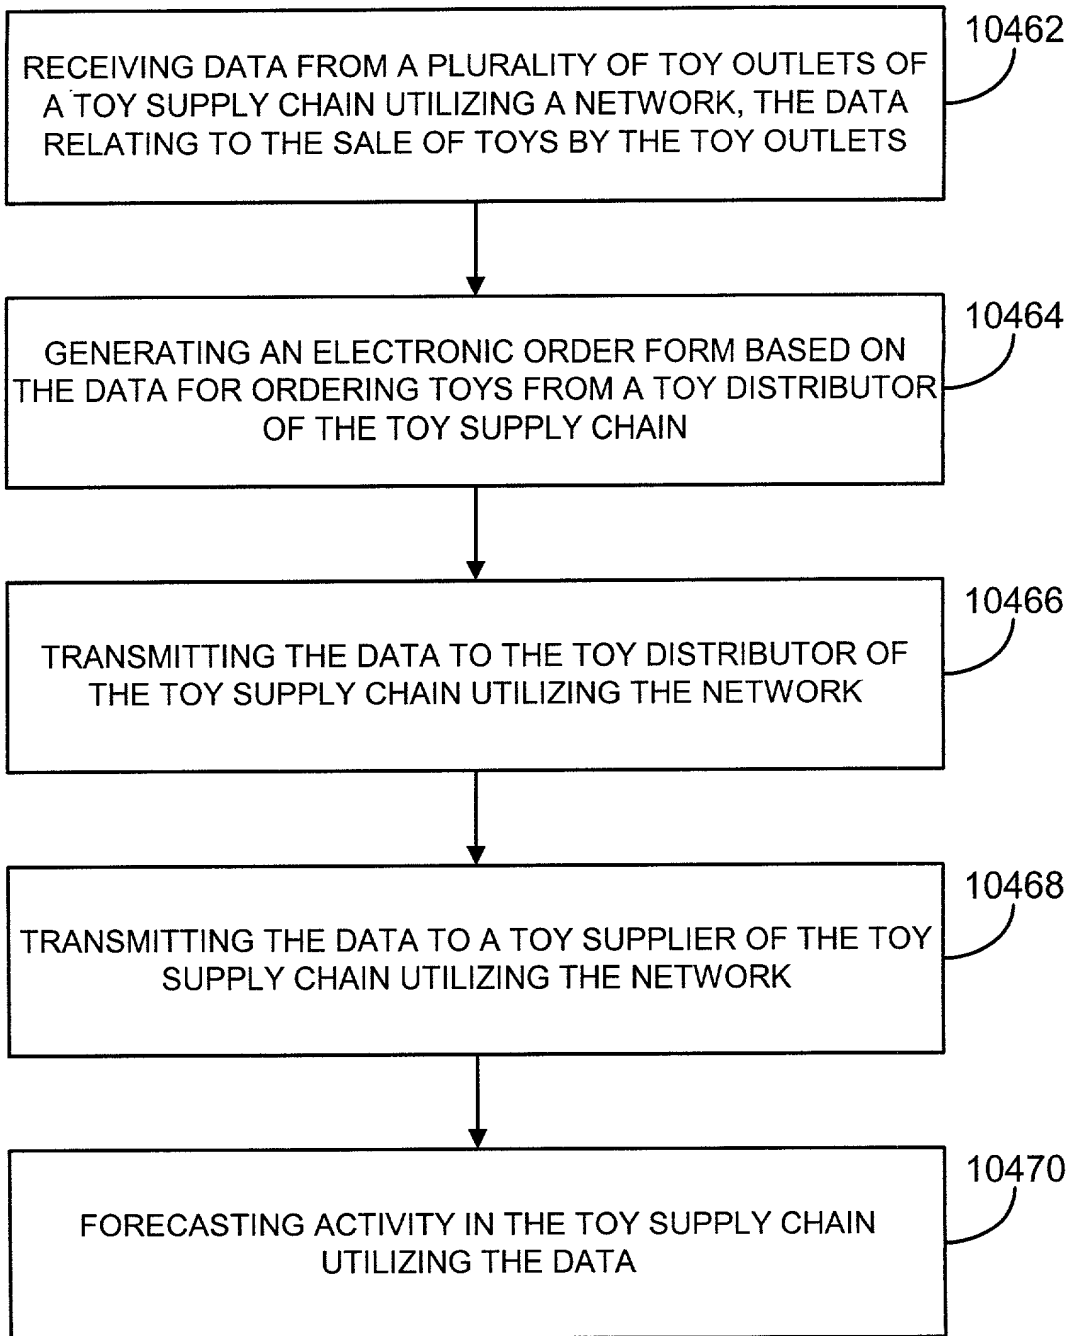 10462
RECEIVING DATA FROM A PLURALITY OF TOY OUTLETS OF
A TOY SUPPLY CHAIN UTILIZING A NETWORK, THE DATA
RELATING TO THE SALE OF TOYS BY THE TOY OUTLETS
10464
GENERATING AN ELECTRONIC ORDER FORM BASED ON
THE DATA FOR ORDERING TOYS FROM A TOY DISTRIBUTOR
OF THE TOY SUPPLY CHAIN
10466
TRANSMITTING THE DATA TO THE TOY DISTRIBUTOR OF
THE TOY SUPPLY CHAIN UTILIZING THE NETWORK
10468
TRANSMITTING THE DATA TO A TOY SUPPLIER OF THE TOY
SUPPLY CHAIN UTILIZING THE NETWORK
10470
FORECASTING ACTIVITY IN THE TOY SUPPLY CHAIN
UTILIZING THE DATA